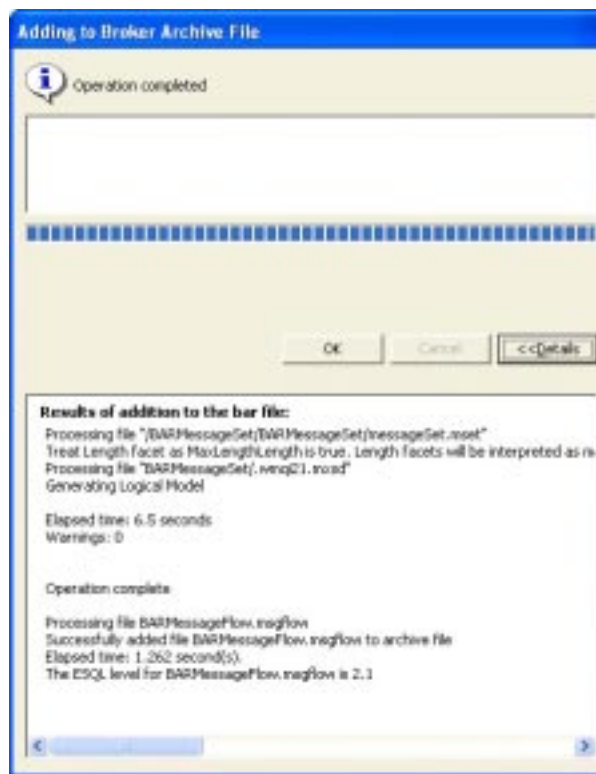 Adding to Broker Archive File
Operation completed
OK
Cancel
<<Details
Results of addition to the bar file:
Processing file "/BARMessageSet/BARMessageSet/messageSet.mset"
Treat Length facet as MaxLengthLength is true. Length facets will be interpreted as m
Processing file "BARMessageSet/.wmqi21.mxsd"
Generating Logical Model
Elapsed time: 6.5 seconds
Warnings: 0
Operation complete
Processing file BARMessageFlow.msgflow
Successfully added file BARMessageFlow.msgflow to archive file
Elapsed time: 1.262 second(s).
The ESQL level for BARMessageFlow.msgflow is 2.1